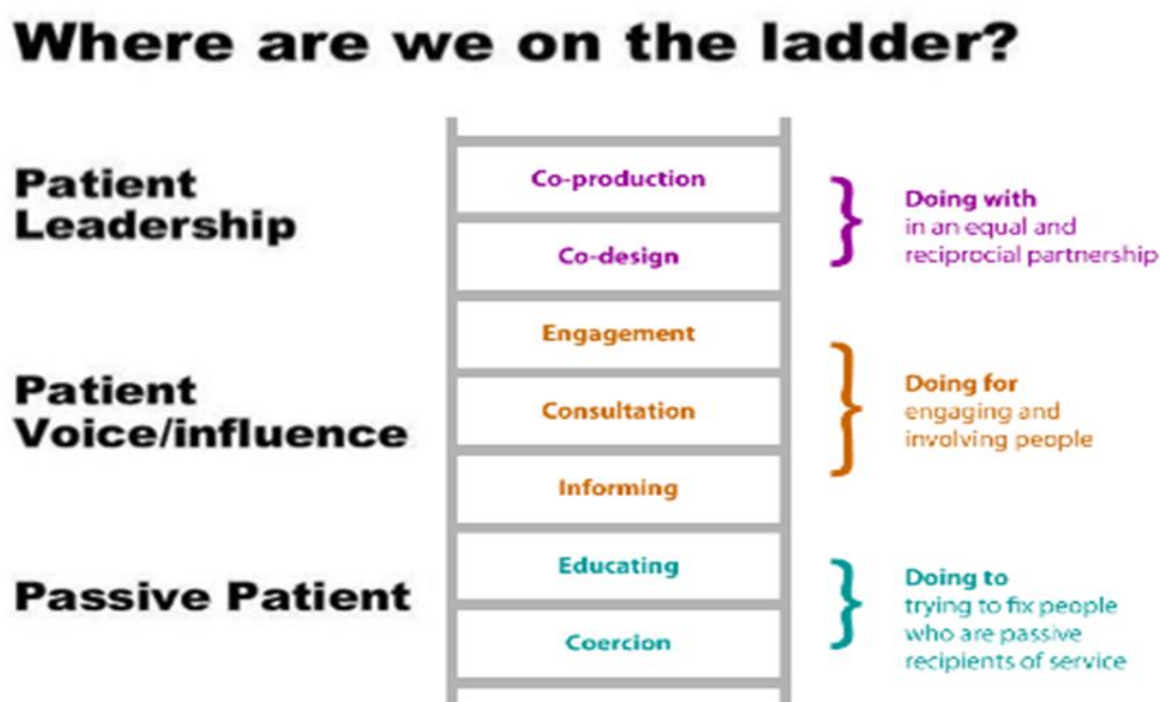 Where are we on the ladder?
Patient
Leadership
Co-production
Co-design
Doing with
in an equal and
reciprocial partnership
Patient
Voice/influence
Engagement
Consultation
Informing
Doing for
engaging and
involving people
Passive Patient
Educating
Coercion
Doing to
trying to fix people
who are passive
recipients of service